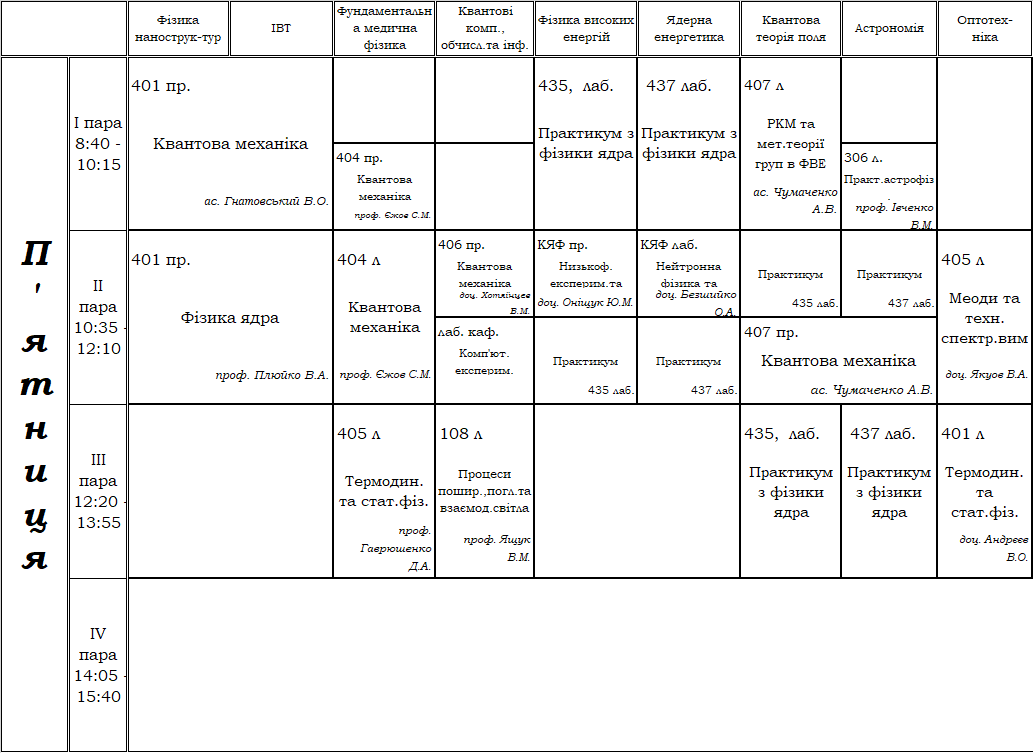 Фізика
нанострук-тур
ІВТ
Фундаментальн
а медична
фізика
Квантові
комп.,
обчисл.та інф.
Фізика високих
енергій
Ядерна
енергетика
Квантова
теорія поля
Астрономія
Оптотех-
ніка
П'ятниця
І пара
8:40 -
10:15
401 пр.
Квантова механіка
ас. Гнатовський В.О.
404 пр.
Квантова
механіка
проф. Єжов С.М.
435, лаб.
Практикум з
фізики ядра
437 лаб.
Практикум з
фізики ядра
407 л
РКМ та
мет.теорії
груп в ФВЕ
ас. Чумаченко
А.В.
306 л.
Практ.астрофіз
.
проф. Івченко
В.М.
ІІ
пара
10:35 -
12:10
401 пр.
Фізика ядра
проф. Плюйко В.А.
404 л
Квантова
механіка
проф. Єжов С.М.
406 пр.
Квантова
механіка
доц. Хотяінцев
В.М.
лаб. каф.
Комп'ют.
експерим.
КЯФ пр.
Низькоф.
експерим.та
доц. Оніщук Ю.М.
Практикум
435 лаб.
КЯФ лаб.
Нейтронна
фізика та
доц. Безшийко
О.А.
Практикум
437 лаб.
Практикум
435 лаб.
Практикум
437 лаб.
407 пр.
Квантова механіка
ас. Чумаченко А.В.
405 л
Меоди та
техн.
спектр.вим
доц. Якуов В.А.
ІІІ
пара
12:20 -
13:55
405 л
Термодин.
та стат.фіз.
проф.
Гаврюшенко
Д.А.
108 л
Процеси
пошир.,погл.та
взаємод.світла
проф. Ящук
В.М.
435, лаб.
Практикум
з фізики
ядра
437 лаб.
Практикум
з фізики
ядра
401 л
Термодин.
та
стат.фіз.
доц. Андрєєв
В.О.
IV
пара
14:05 -
15:40